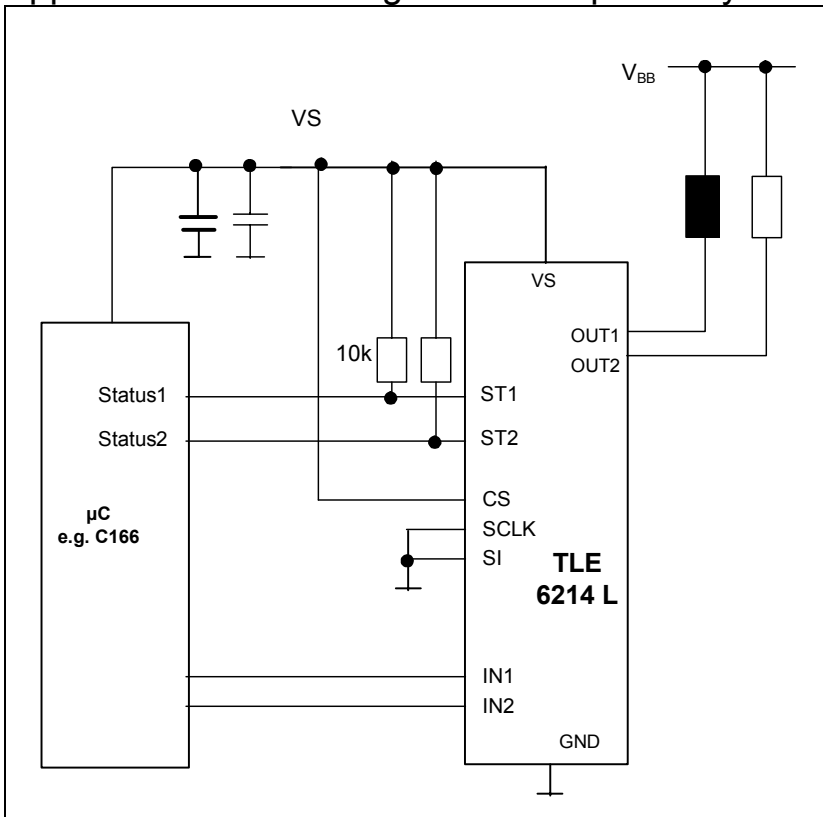 VBB
VS
VS
OUT1
OUT2
10k
Status1
ST1
Status2
ST2
µC
e.g. C166
CS
SCLK
SI
TLE
6214 L
IN1
IN2
GND